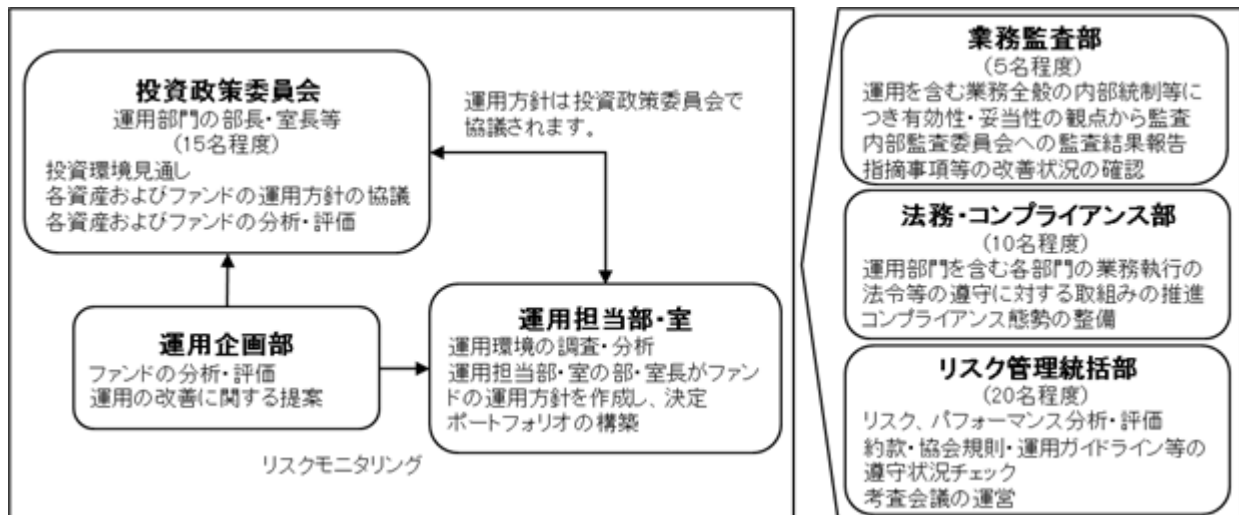 投資政策委員会
運用部門の部長・室長等
(15名程度)
投資環境見通し
各資産およびファンドの運用方針の協議
各資産およびファンドの分析・評価
運用方針は投資政策委員会で
協議されます。
運用企画部
ファンドの分析・評価
運用の改善に関する提案
運用担当部・室
運用環境の調査・分析
運用担当部・室の部・室長がファン
ドの運用方針を作成し、決定
ポートフォリオの構築
リスクモニタリング
業務監査部
(5名程度)
運用を含む業務全般の内部統制等に
つき有効性・妥当性の観点から監査
内部監査委員会への監査結果報告
指摘事項等の改善状況の確認
法務・コンプライアンス部
(10名程度)
運用部門を含む各部門の業務執行の
法令等の遵守に対する取組みの推進
コンプライアンス態勢の整備
リスク管理統括部
(20名程度)
リスク、パフォーマンス分析・評価
約款・協会規則・運用ガイドライン等の
遵守状況チェック
考査会議の運営